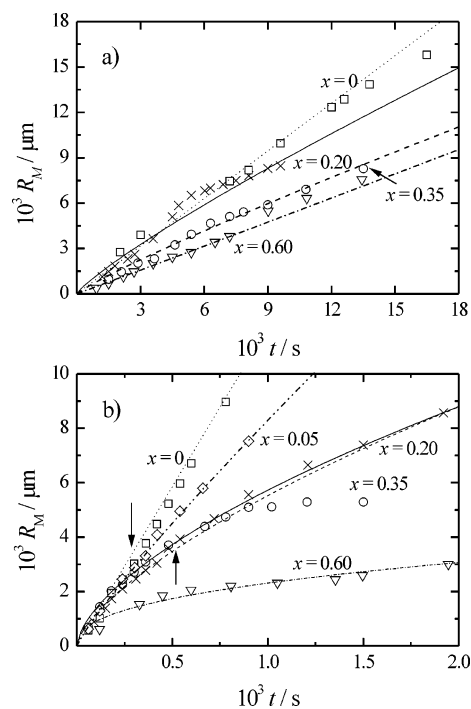 18
a)
15
x = 0
12
x = 0.20
9
x = 0.35
6
x = 0.60
3
0
0 3 6 9 12 15 18
10³ R_M / μm
10³ t / s
10
b)
x = 0.05
8
x = 0
x = 0.20
6
x = 0.35
4
x = 0.60
2
0
0.5 1.0 1.5 2.0
10³ R_M / μm
10³ t / s